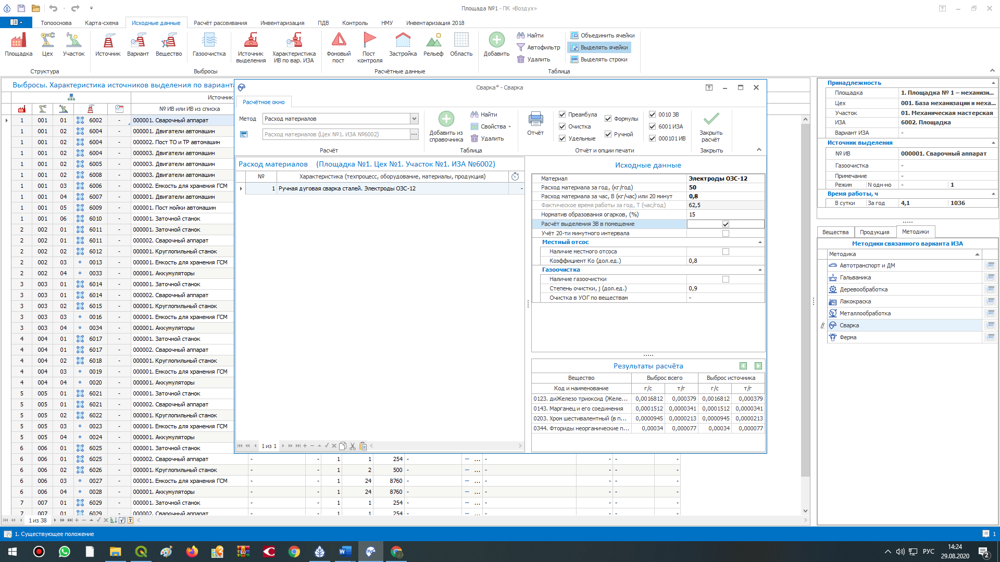 Площада №1 - ПК «Воздух»
Топооснова Карта-схема Исходные данные Расчёт рассеивания Инвентаризация ПДВ Контроль НМУ Инвентаризация 2018
Площадка Цех Участок Источник Вариант Вещество Газоочистка Источник выделения Характеристика ИВ по вар. ИЗА Фоновый пост Пост контроля Застройка Рельеф Область Добавить
Найти
Автофильтр
Удалить
Объединить ячейки
Выделять ячейки
Выделять строки
Структура Выбросы Расчётные данные Таблица
Выбросы. Характеристика источников выделения по вариант
Источник
№ ИВ или ИВ из списка
1 001 01 6002 - 000001. Сварочный аппарат
1 001 02 6004 - 000001. Двигатели автомашин
1 001 02 6004 - 000002. Пост ТО и ТР автомашин
1 001 02 6004 - 000003. Двигатели автомашин
1 001 02 6005 - 000003. Двигатели автомашин
1 001 02 6008 - 000003. Двигатели автомашин
1 001 03 6006 - 000002. Емкость для хранения ГСМ
1 001 04 6007 - 000001. Двигатели автомашин
1 001 05 6009 - 000001. Пост мойки автомашин
1 001 06 6010 - 000001. Заточной станок
2 002 01 6011 - 000001. Заточной станок
2 002 01 6011 - 000002. Сварочный аппарат
2 002 02 6012 - 000001. Круглопильный станок
2 002 03 0013 - 000001. Емкость для хранения ГСМ
2 002 04 0033 - 000001. Аккумуляторы
3 003 01 6014 - 000001. Заточной станок
3 003 01 6014 - 000002. Сварочный аппарат
3 003 02 6015 - 000001. Круглопильный станок
3 003 03 0016 - 000001. Емкость для хранения ГСМ
3 003 04 0034 - 000001. Аккумуляторы
4 004 01 6017 - 000001. Заточной станок
4 004 01 6017 - 000002. Сварочный аппарат
4 004 02 6018 - 000001. Круглопильный станок
4 004 03 0019 - 000001. Емкость для хранения ГСМ
4 004 04 0020 - 000001. Аккумуляторы
5 005 01 6021 - 000001. Заточной станок
5 005 01 6021 - 000002. Сварочный аппарат
5 005 02 6022 - 000001. Круглопильный станок
5 005 03 0023 - 000001. Емкость для хранения ГСМ
5 005 04 0024 - 000001. Аккумуляторы
6 006 01 6025 - 000001. Заточной станок
6 006 01 6025 - 000002. Сварочный аппарат - - 1 1 254 - - ... - - - -
6 006 02 6026 - 000001. Круглопильный станок - - 1 2 500 - - ... - - - -
6 006 03 0027 - 000001. Емкость для хранения ГСМ - - 1 24 8760 - - ... - - - -
6 006 04 0028 - 000001. Аккумуляторы - - 1 24 8760 - - ... - - - -
7 007 01 6029 - 000001. Заточной станок - - 1 1 254 - - ... - - - -
7 007 01 6029 - 000002. Сварочный аппарат - - 1 1 254 - - ... - - - -
1 из 38
Сварка* - Сварка
Расчётное окно
Метод Расход материалов
Расход материалов (Цех №1. ИЗА №6002) ...
Расчёт
Добавить из справочника
Найти
Свойства
Удалить
Таблица
Отчёт
Преамбула
Очистка
Удельные
Формулы
Ручной
0010 ЗВ
6001 ИЗА
000101 ИВ
Отчёт и опции печати
Закрыть расчёт
Закрыть
Расход материалов (Площадка №1. Цех №1. Участок №1. ИЗА №6002)
№ Характеристика (техпроцесс, оборудование, материалы, продукция)
1 Ручная дуговая сварка сталей. Электроды ОЗС-12 -
1 из 1
Исходные данные
Материал Электроды ОЗС-12
Расход материала за год, (кг/год) 50
Расход материала за час, В (кг/час) или 20 минут 0,8
Фактическое время работы за год, Т (час/год) 62,5
Норматив образования огарков, (%) 15
Расчёт выделения ЗВ в помещение
Учёт 20-ти минутного интервала
Местный отсос
Наличие местного отсоса
Коэффициент Ко (дол.ед.) 0,8
Газоочистка
Наличие газоочистки
Степень очистки, j (дол.ед.) 0,9
Очистка в УОГ по веществам -
Результаты расчёта
Вещество Выброс всего Выброс источника
Код и наименование г/с т/г г/с т/г
0123. диЖелезо триоксид (Желе... 0,0016812 0,000379 0,0016812 0,000379
0143. Марганец и его соединения 0,0001512 0,0000341 0,0001512 0,0000341
0203. Хром шестивалентный (в п... 0,0000945 0,0000213 0,0000945 0,0000213
0344. Фториды неорганические п... 0,00034 0,000077 0,00034 0,000077
Принадлежность
Площадка 1. Площадка № 1 – механизи...
Цех 001. База механизации и меха...
Участок 01. Механическая мастерская
ИЗА 6002. Площадка
Вариант ИЗА -
Источник выделения
№ ИВ 000001. Сварочный аппарат
Газоочистка -
Примечание -
Режим N одн-но - 1
Время работы, ч
В сутки За год 4,1 1036
Вещества Продукция Методики
Методики связанного варианта ИЗА
Методика
Автотранспорт и ДМ
Гальваника
Деревообработка
Лакокраска
Металлообработка
Сварка
Ферма
1. Существующее положение 1
РУС 14:24
29.08.2020 2